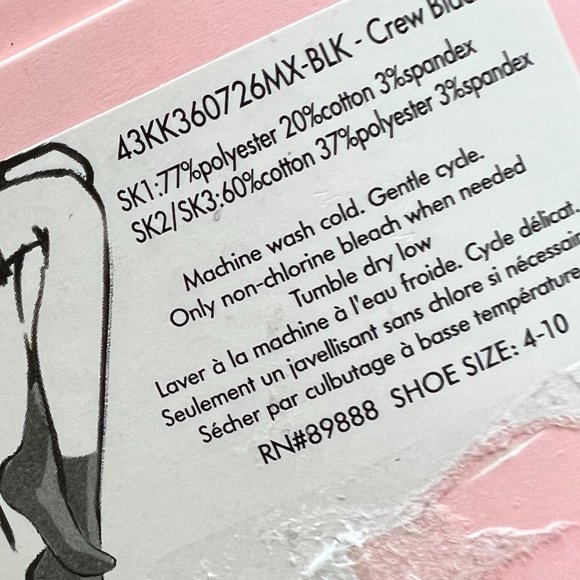 43KK360726MX-BLK - Crew
SK1:77%polyester 20%cotton 3%spandex
SK2/SK3:60%cotton 37%polyester 3%spandex
Machine wash cold. Gentle cycle.
Only non-chlorine bleach when needed
Tumble dry low
Laver à la machine à l'eau froide. Cycle délicat.
Seulement un javellisant sans chlore si nécessair
Sécher par culbutage à basse température
RN#89888 SHOE SIZE: 4-10